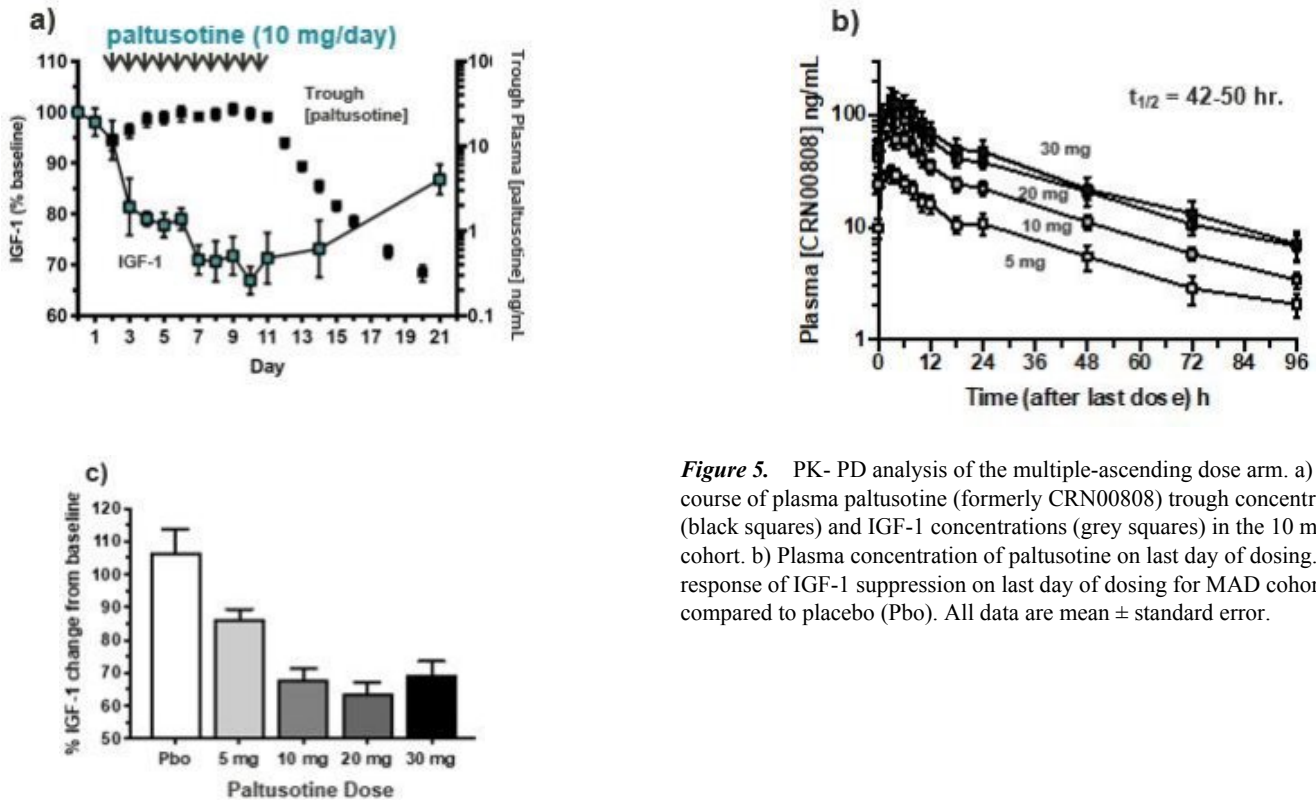 a)
paltusotine (10 mg/day)
110
100
90
80
70
60
IGF-1 (% baseline)
Trough
[paltusotine]
IGF-1
10
1
0.1
Trough Plasma [paltusotine] ng/mL
1 3 5 7 9 11 13 15 17 19 21
Day
b)
Plasma [CRN00808] ng/mL
100
10
1
t1/2 = 42-50 hr.
30 mg
20 mg
10 mg
5 mg
0 12 24 36 48 60 72 84 96
Time (after last dose) h
c)
% IGF-1 change from baseline
120
110
100
90
80
70
60
50
Pbo 5 mg 10 mg 20 mg 30 mg
Paltusotine Dose
Figure 5. PK- PD analysis of the multiple-ascending dose arm. a)
course of plasma paltusotine (formerly CRN00808) trough
(black squares) and IGF-1 concentrations (grey squares) in the 10
cohort. b) Plasma concentration of paltusotine on last day of dosing.
response of IGF-1 suppression on last day of dosing for MAD
compared to placebo (Pbo). All data are mean ± standard error.